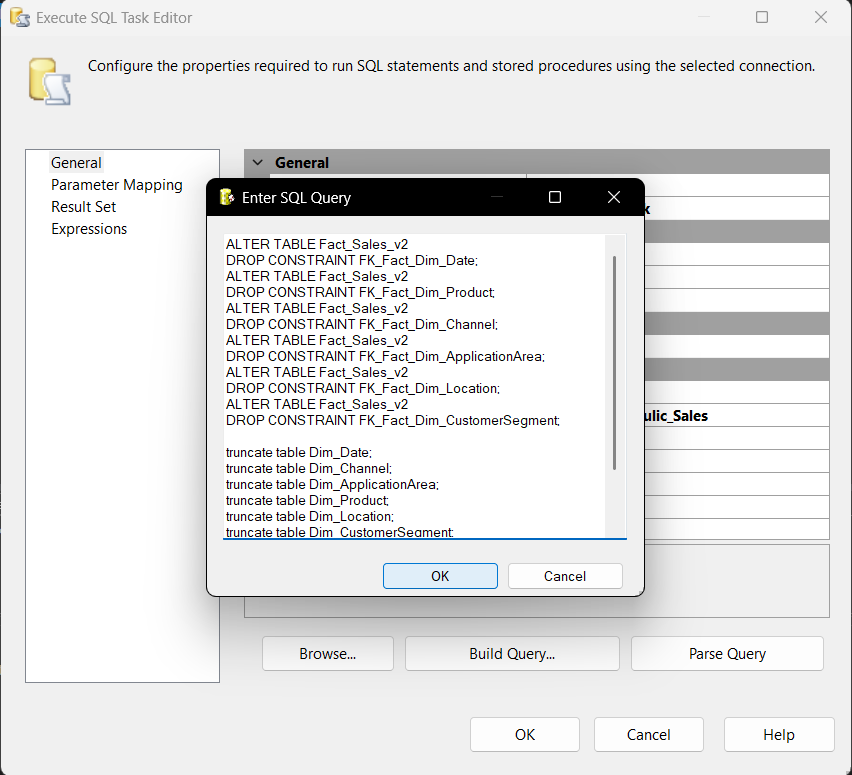 Execute SQL Task Editor
Configure the properties required to run SQL statements and stored procedures using the selected connection.
General
Parameter Mapping
Result Set
Expressions
General
Enter SQL Query
ALTER TABLE Fact_Sales_v2
DROP CONSTRAINT FK_Fact_Dim_Date;
ALTER TABLE Fact_Sales_v2
DROP CONSTRAINT FK_Fact_Dim_Product;
ALTER TABLE Fact_Sales_v2
DROP CONSTRAINT FK_Fact_Dim_Channel;
ALTER TABLE Fact_Sales_v2
DROP CONSTRAINT FK_Fact_Dim_ApplicationArea;
ALTER TABLE Fact_Sales_v2
DROP CONSTRAINT FK_Fact_Dim_Location;
ALTER TABLE Fact_Sales_v2
DROP CONSTRAINT FK_Fact_Dim_CustomerSegment;
truncate table Dim_Date;
truncate table Dim_Channel;
truncate table Dim_ApplicationArea;
truncate table Dim_Product;
truncate table Dim_Location;
truncate table Dim_CustomerSegment;
OK
Cancel
ulic_Sales
Browse...
Build Query...
Parse Query
OK
Cancel
Help